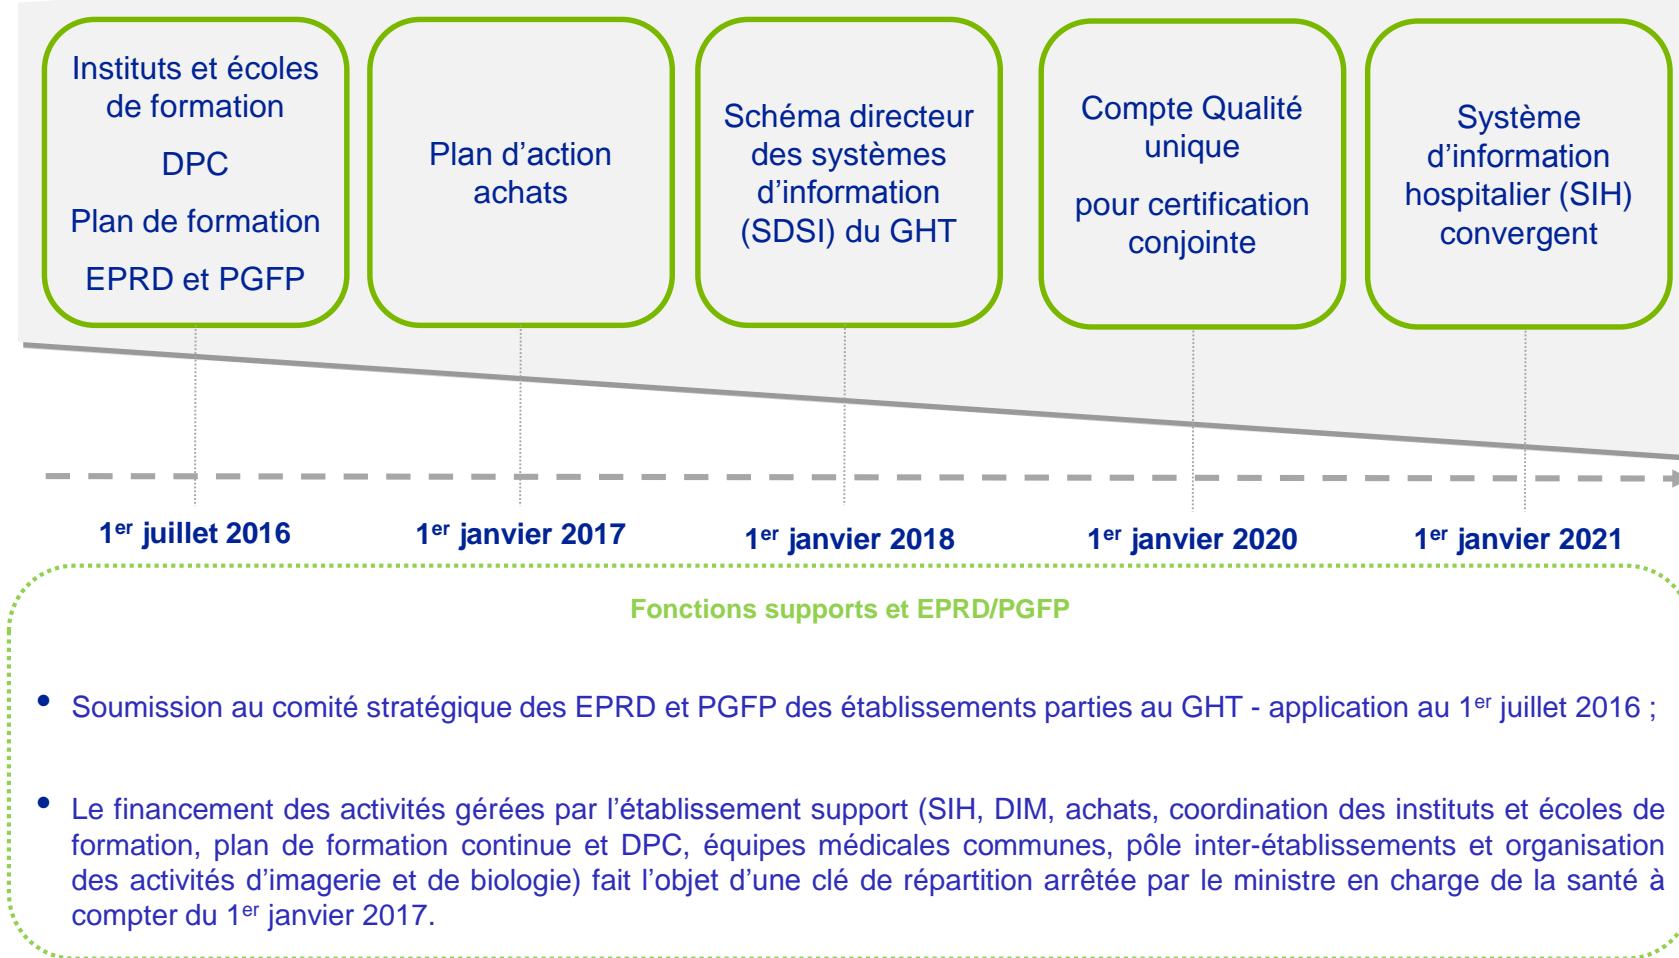 Instituts et écoles
de formation
DPC
Plan de formation
EPRD et PGFP
Plan d’action
achats
Schéma directeur
des systèmes
d’information
(SDSI) du GHT
Compte Qualité
unique
pour certification
conjointe
Système
d’information
hospitalier (SIH)
convergent
1er juillet 2016
1er janvier 2017
1er janvier 2018
1er janvier 2020
1er janvier 2021
Fonctions supports et EPRD/PGFP
• Soumission au comité stratégique des EPRD et PGFP des établissements parties au GHT - application au 1er juillet 2016 ;
• Le financement des activités gérées par l’établissement support (SIH, DIM, achats, coordination des instituts et écoles de
formation, plan de formation continue et DPC, équipes médicales communes, pôle inter-établissements et organisation
des activités d’imagerie et de biologie) fait l’objet d’une clé de répartition arrêtée par le ministre en charge de la santé à
compter du 1er janvier 2017.